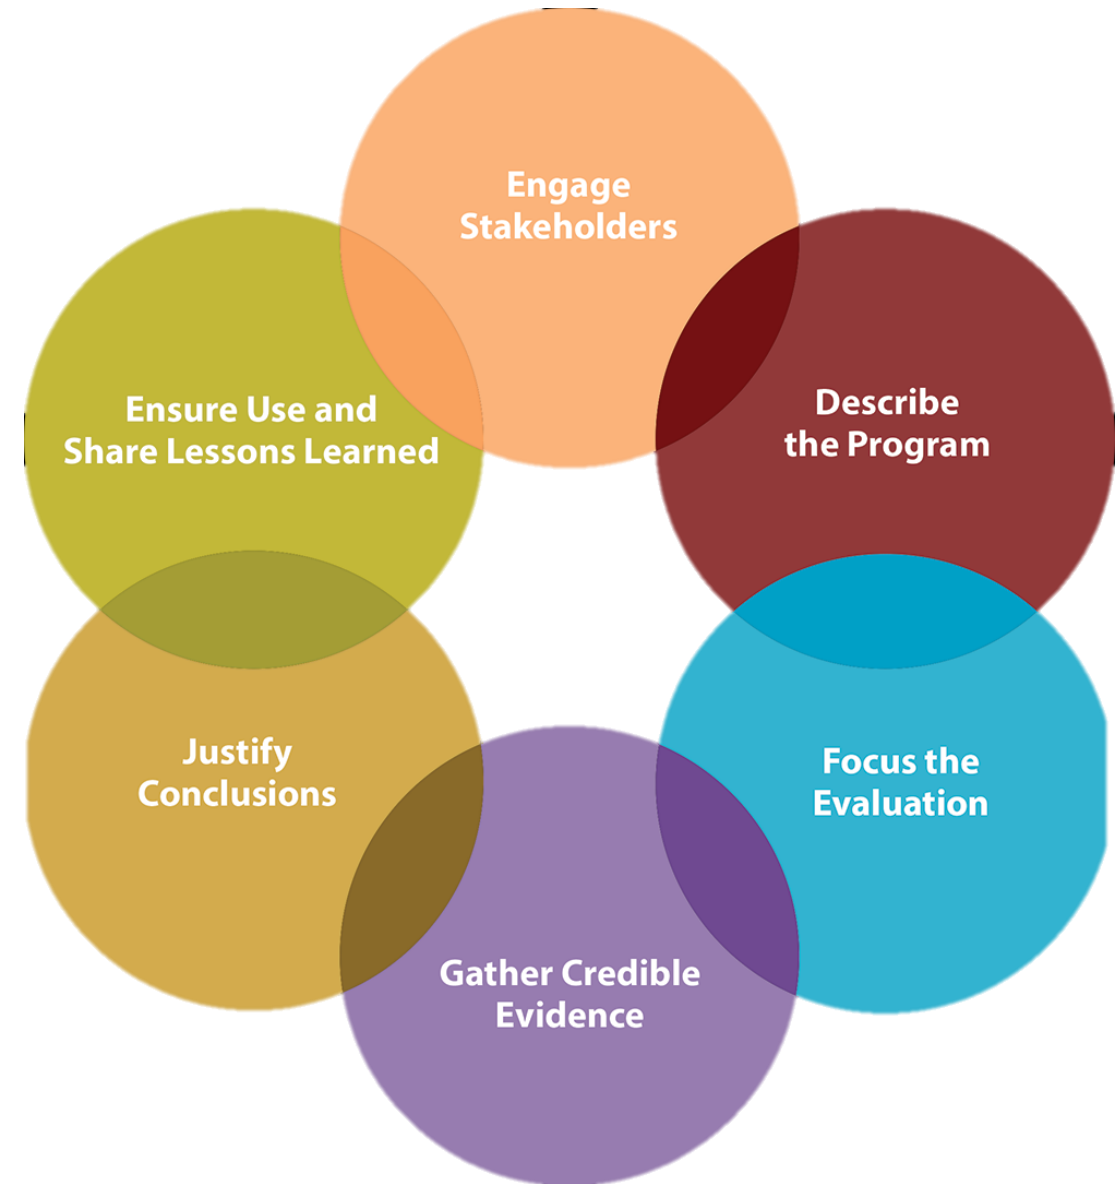 Engage
Stakeholders
Describe
the Program
Focus the
Evaluation
Gather Credible
Evidence
Justify
Conclusions
Ensure Use and
Share Lessons Learned